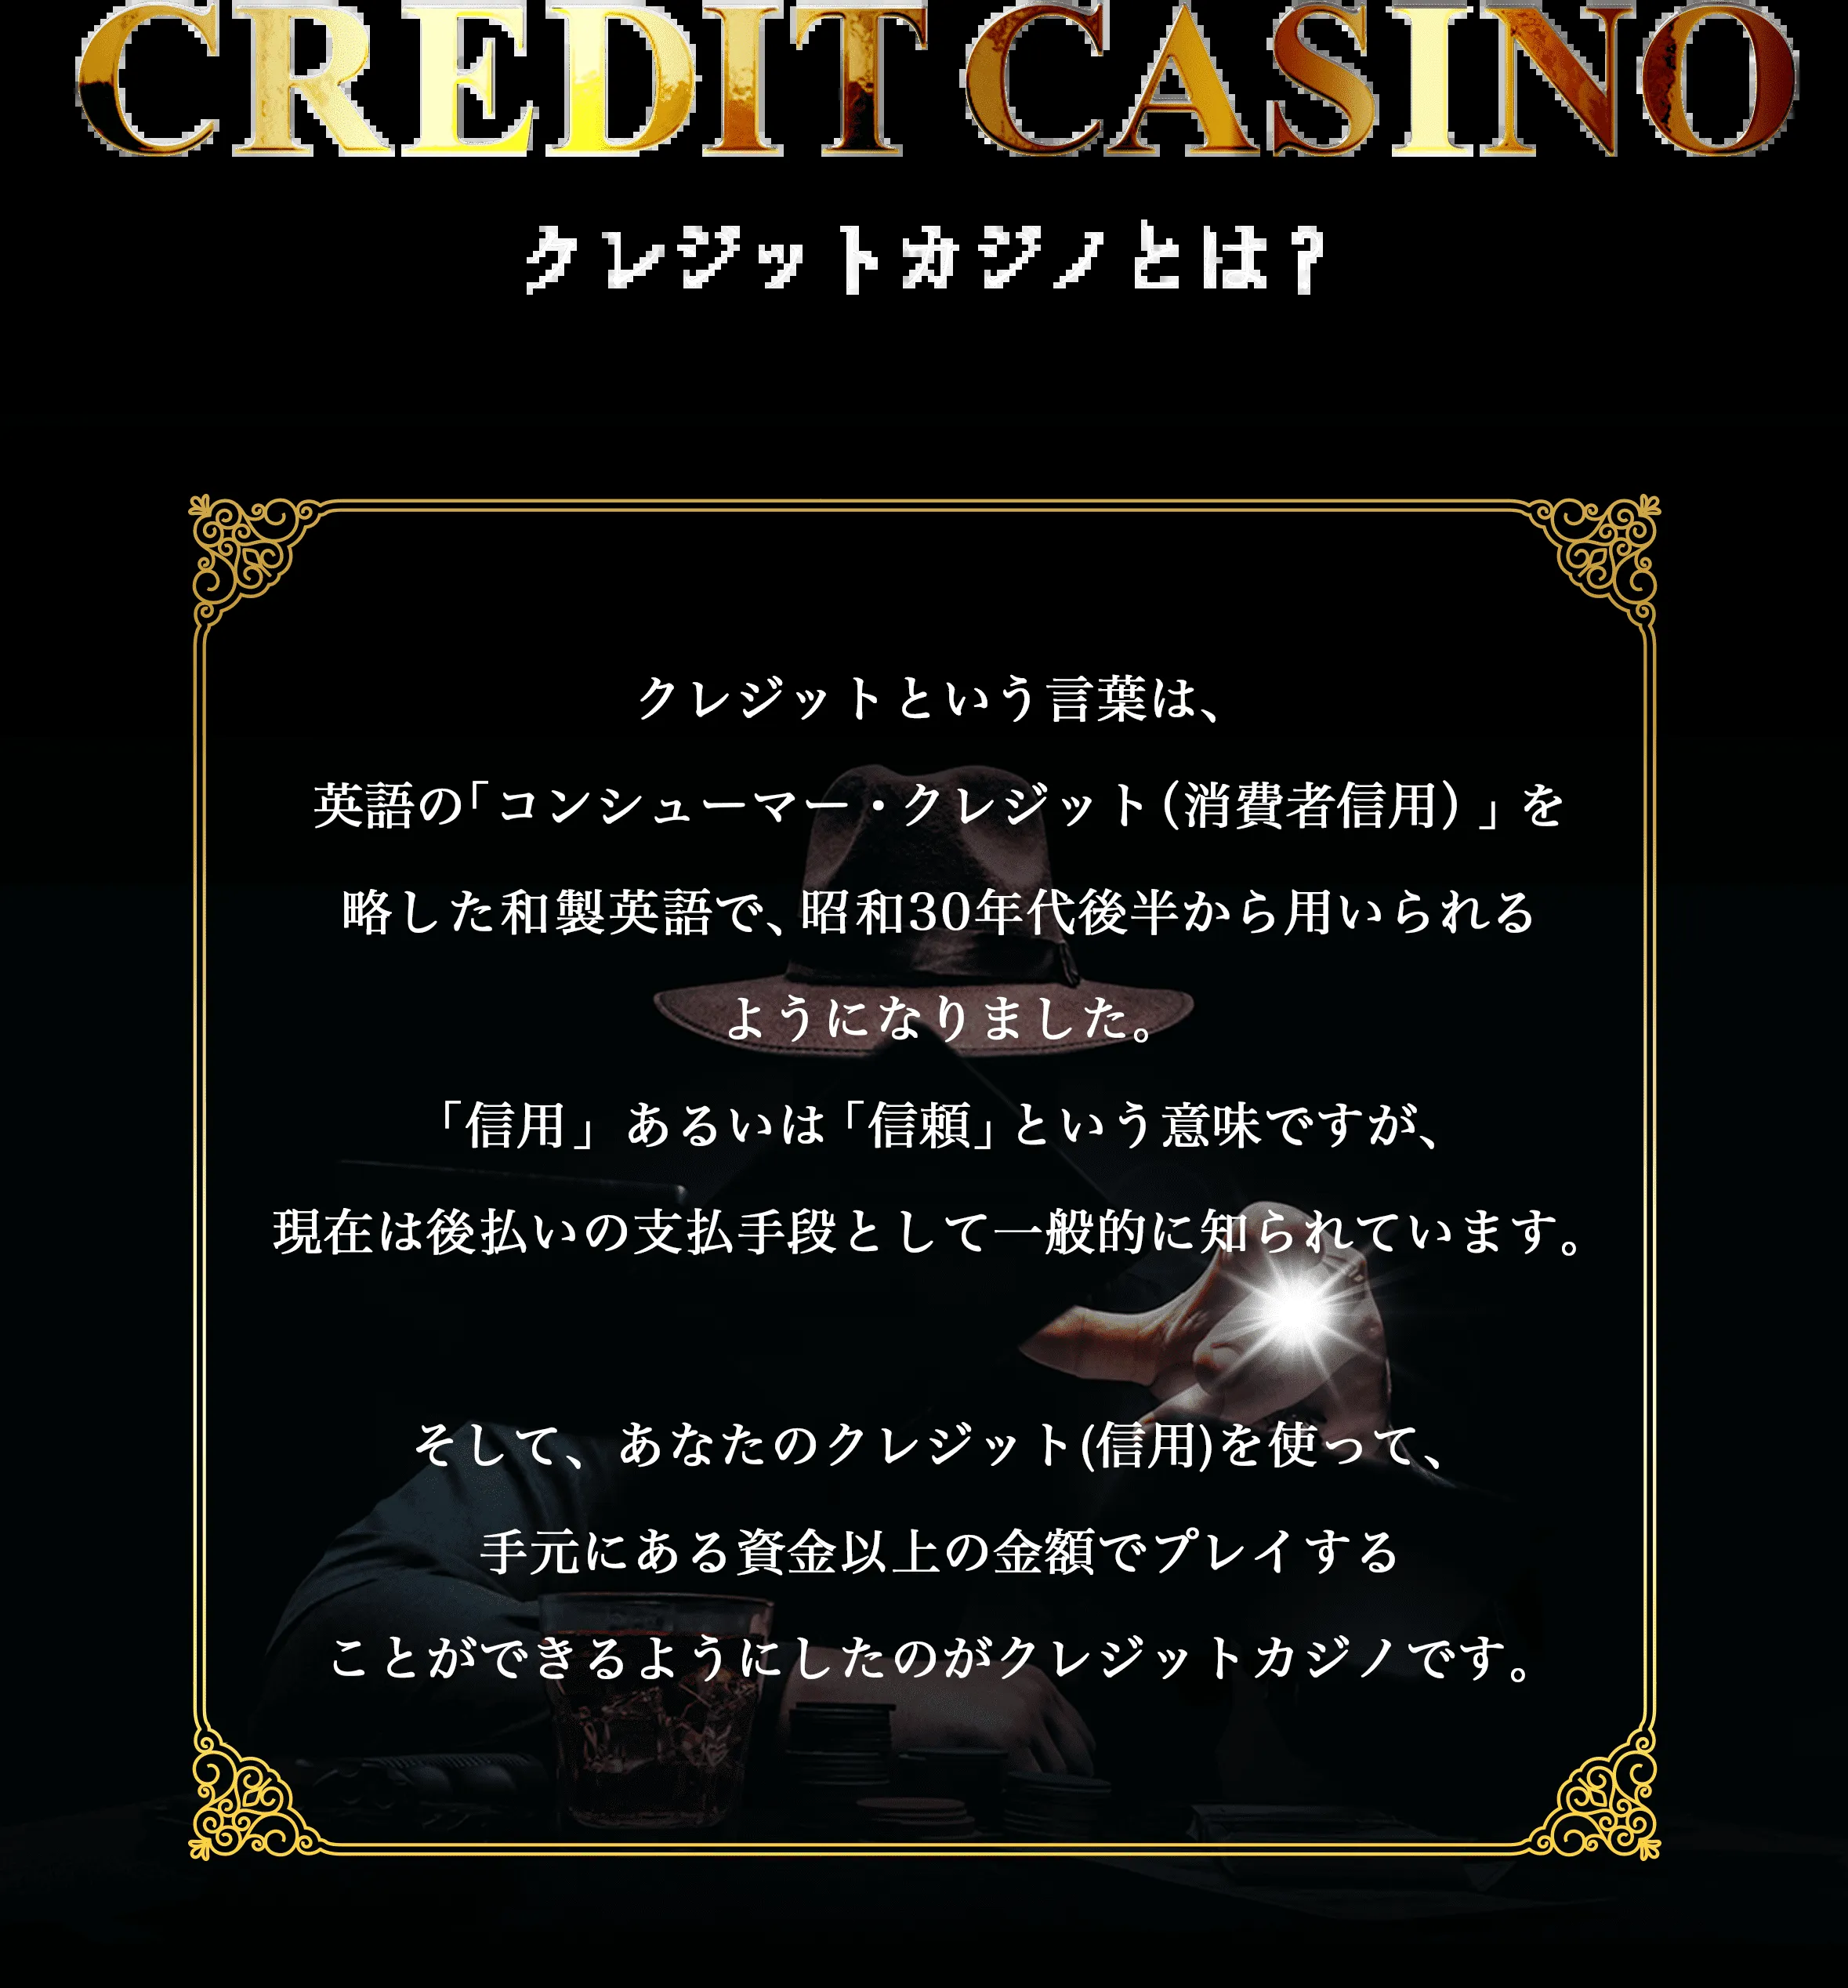 CREDIT CASINO
クレジットカジノとは?
クレジットという言葉は、
英語の「コンシューマー・クレジット（消費者信用）」を
略した和製英語で、昭和30年代後半から用いられる
ようになりました。
「信用」あるいは「信頼」という意味ですが、
現在は後払いの支払手段として一般的に知られています。
そして、あなたのクレジット(信用)を使って、
手元にある資金以上の金額でプレイする
ことができるようにしたのがクレジットカジノです。